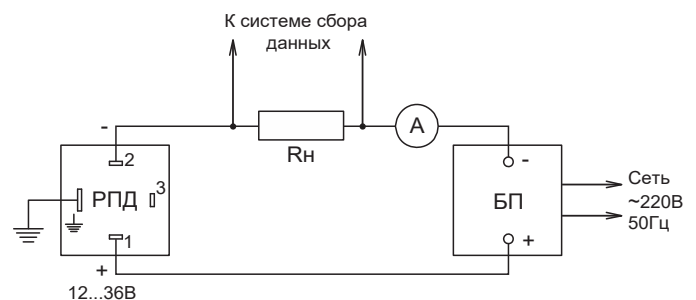 К системе сбора
данных
A
-
Rн
2
-
Сеть
РПД
3
БП
~220В
50Гц
1
+
+
12...36В